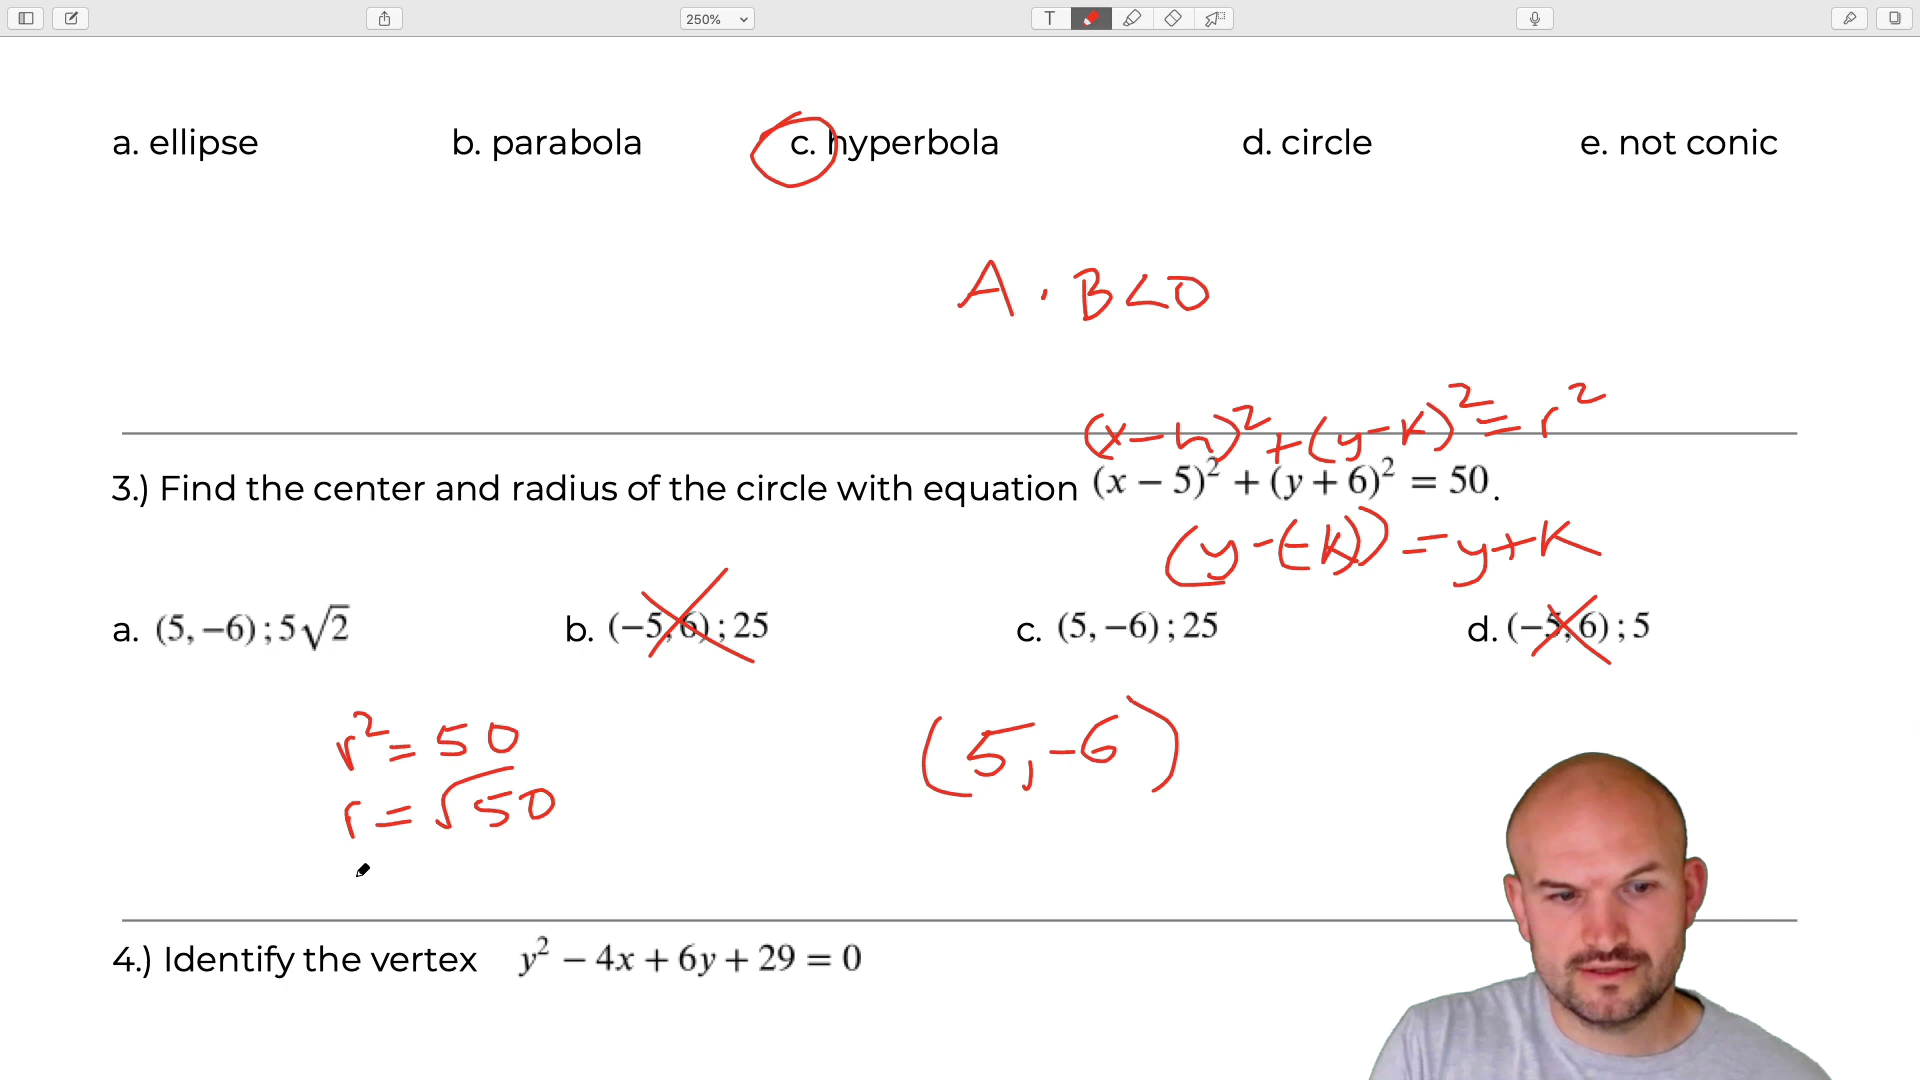 250%
T
a. ellipse b. parabola c. hyperbola d. circle e. not conic
A · B < 0
(x-h)² + (y-k)² = r²
3.) Find the center and radius of the circle with equation (x − 5)² + (y + 6)² = 50.
(y-(-k)) = y+k
a. (5, −6) ; 5√2 b. (−5, 6) ; 25 c. (5, −6) ; 25 d. (−5, 6) ; 5
r² = 50
(5, -6)
r = √50
4.) Identify the vertex y² − 4x + 6y + 29 = 0